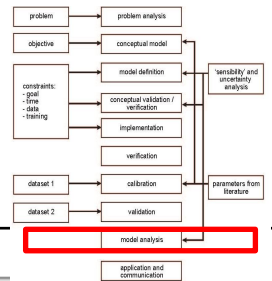 problem
problem analysis
objective
conceptual model
model definition
'sensibility' and
uncertainty
analysis
constraints:
- goal
- time
- data
- training
conceptual validation /
verification
implementation
verification
dataset 1
calibration
parameters from
literature
dataset 2
validation
model analysis
application and
communication